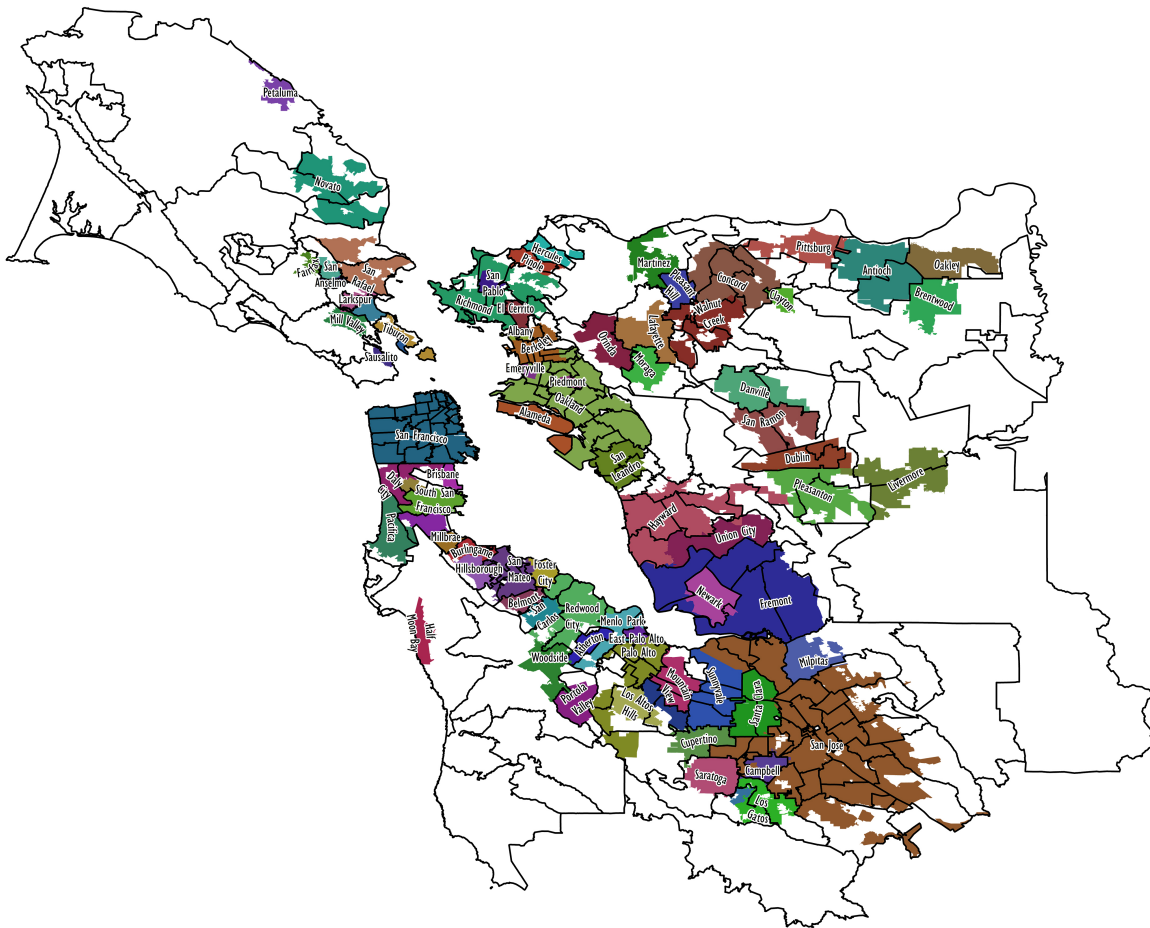 Petaluma
Novato
Fairfax
San
Anselmo
San
Rafael
Larkspur
Mill Valley
Tiburon
Sausalito
Hercules
Pinole
San
Pablo
Richmond
El Cerrito
Albany
Berkeley
Emeryville
Piedmont
Oakland
Alameda
San
Leandro
Martinez
Pleasant
Hill
Concord
Clayton
Walnut
Creek
Lafayette
Orinda
Moraga
Pittsburg
Antioch
Oakley
Brentwood
Danville
San Ramon
Dublin
Pleasanton
Livermore
San Francisco
Daly
City
Brisbane
South San
Francisco
Pacifica
Millbrae
Burlingame
Hillsborough
San
Mateo
Foster
City
Belmont
San
Carlos
Redwood
City
Half
Moon Bay
Menlo Park
Atherton
East Palo Alto
Palo Alto
Woodside
Portola
Valley
Los Altos
Hills
Mountain
View
Sunnyvale
Santa
Clara
Hayward
Union City
Newark
Fremont
Milpitas
Cupertino
San Jose
Saratoga
Campbell
Los
Gatos